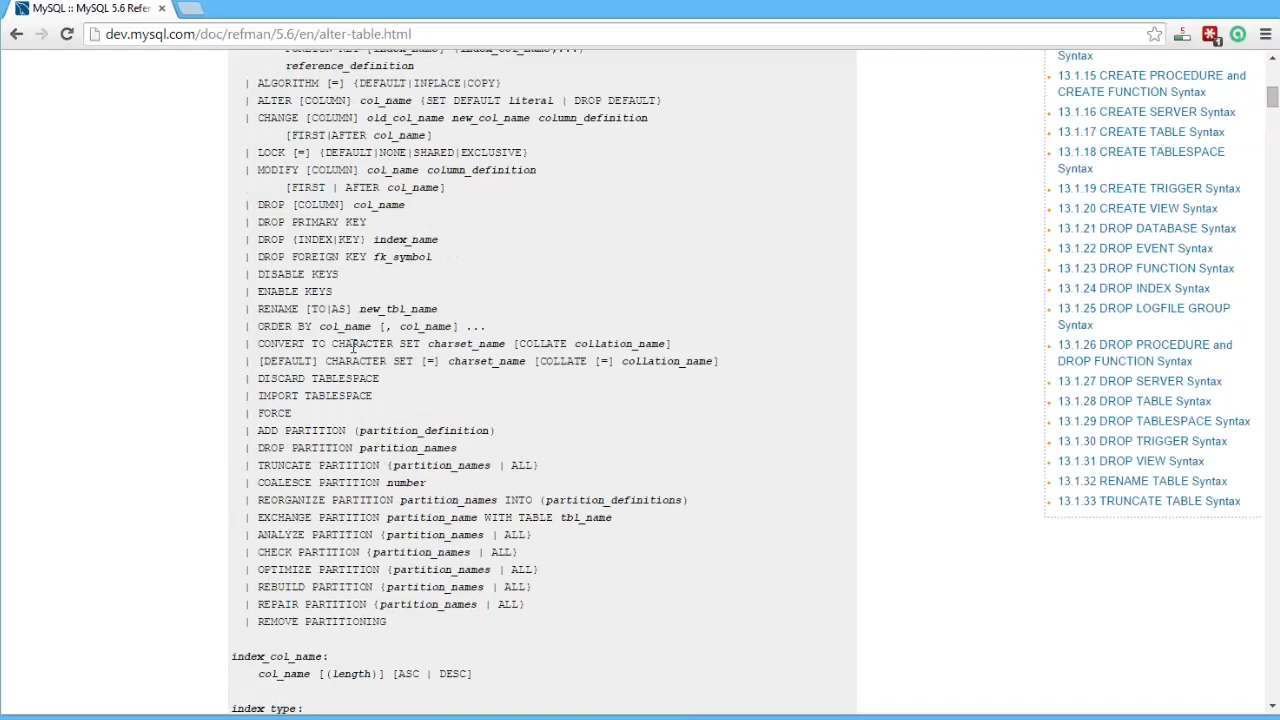 MySQL :: MySQL 5.6 Refer
dev.mysql.com/doc/refman/5.6/en/alter-table.html
5
1
FOREIGN KEY [index_name] (index_col_name,...)
reference_definition
| ALGORITHM [=] {DEFAULT|INPLACE|COPY}
| ALTER [COLUMN] col_name {SET DEFAULT literal | DROP DEFAULT}
| CHANGE [COLUMN] old_col_name new_col_name column_definition
[FIRST|AFTER col_name]
| LOCK [=] {DEFAULT|NONE|SHARED|EXCLUSIVE}
| MODIFY [COLUMN] col_name column_definition
[FIRST | AFTER col_name]
| DROP [COLUMN] col_name
| DROP PRIMARY KEY
| DROP {INDEX|KEY} index_name
| DROP FOREIGN KEY fk_symbol
| DISABLE KEYS
| ENABLE KEYS
| RENAME [TO|AS] new_tbl_name
| ORDER BY col_name [, col_name] ...
| CONVERT TO CHARACTER SET charset_name [COLLATE collation_name]
| [DEFAULT] CHARACTER SET [=] charset_name [COLLATE [=] collation_name]
| DISCARD TABLESPACE
| IMPORT TABLESPACE
| FORCE
| ADD PARTITION (partition_definition)
| DROP PARTITION partition_names
| TRUNCATE PARTITION {partition_names | ALL}
| COALESCE PARTITION number
| REORGANIZE PARTITION partition_names INTO (partition_definitions)
| EXCHANGE PARTITION partition_name WITH TABLE tbl_name
| ANALYZE PARTITION {partition_names | ALL}
| CHECK PARTITION {partition_names | ALL}
| OPTIMIZE PARTITION {partition_names | ALL}
| REBUILD PARTITION {partition_names | ALL}
| REPAIR PARTITION {partition_names | ALL}
| REMOVE PARTITIONING
index_col_name:
col_name [(length)] [ASC | DESC]
index type:
Syntax
13.1.15 CREATE PROCEDURE and
CREATE FUNCTION Syntax
13.1.16 CREATE SERVER Syntax
13.1.17 CREATE TABLE Syntax
13.1.18 CREATE TABLESPACE
Syntax
13.1.19 CREATE TRIGGER Syntax
13.1.20 CREATE VIEW Syntax
13.1.21 DROP DATABASE Syntax
13.1.22 DROP EVENT Syntax
13.1.23 DROP FUNCTION Syntax
13.1.24 DROP INDEX Syntax
13.1.25 DROP LOGFILE GROUP
Syntax
13.1.26 DROP PROCEDURE and
DROP FUNCTION Syntax
13.1.27 DROP SERVER Syntax
13.1.28 DROP TABLE Syntax
13.1.29 DROP TABLESPACE Syntax
13.1.30 DROP TRIGGER Syntax
13.1.31 DROP VIEW Syntax
13.1.32 RENAME TABLE Syntax
13.1.33 TRUNCATE TABLE Syntax